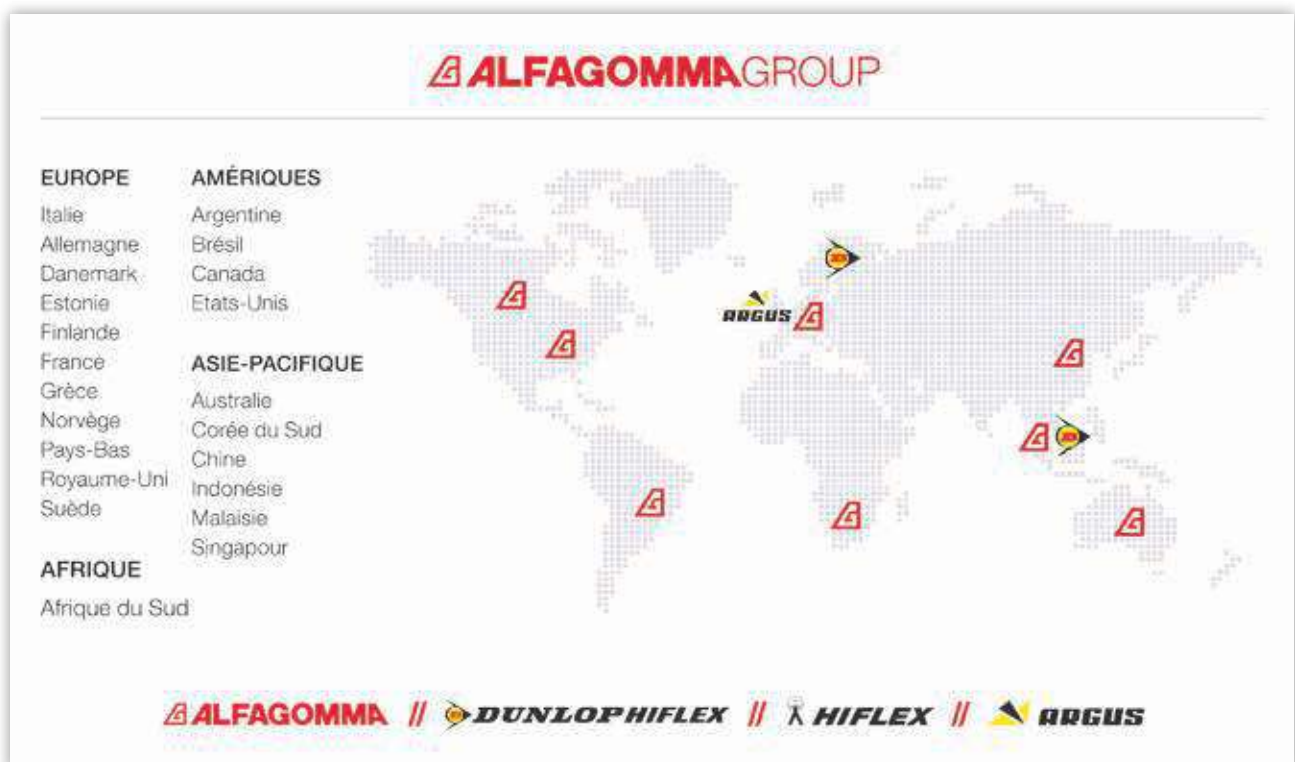 ALFAGOMMAGROUP
EUROPE
Italie
Allemagne
Danemark
Estonie
Finlande
France
Grèce
Norvège
Pays-Bas
Royaume-Uni
Suède
AFRIQUE
Afrique du Sud
AMÉRIQUES
Argentine
Brésil
Canada
Etats-Unis
ASIE-PACIFIQUE
Australie
Corée du Sud
Chine
Indonésie
Malaisie
Singapour
ARGUS
ALFAGOMMA // DUNLOPHIFLEX // HIFLEX // ARGUS